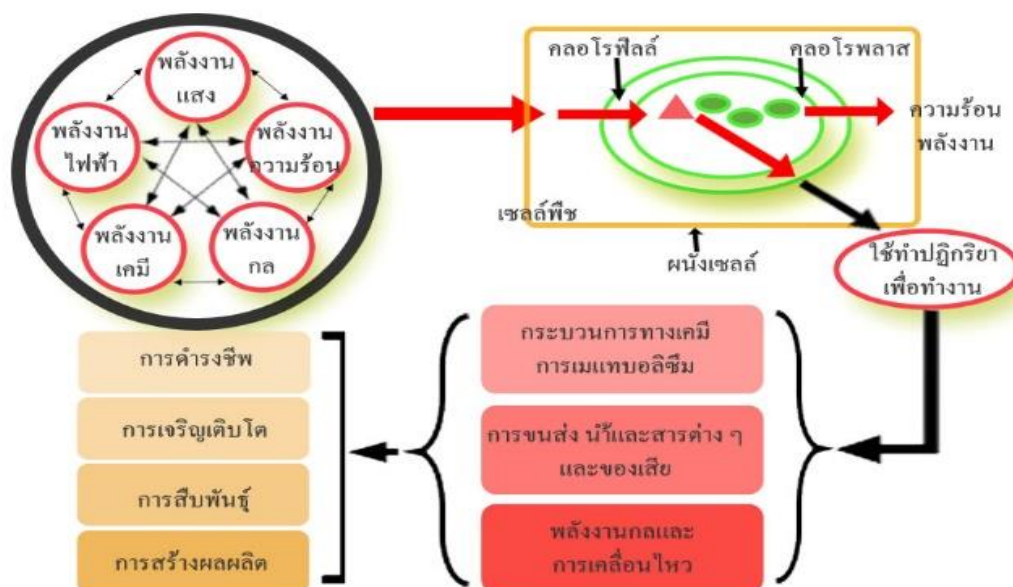 พลังงาน
แสง
พลังงาน
ไฟฟ้า
พลังงาน
ความร้อน
พลังงาน
เคมี
พลังงาน
กล
คลอโรฟิลล์
คลอโรพลาส
ความร้อน
พลังงาน
เซลล์พืช
ผนังเซลล์
ใช้ทำปฏิกริยา
เพื่อทำงาน
กระบวนการทางเคมี
การเมแทบอลิซึม
การขนส่ง น้ำและสารต่าง ๆ
และของเสีย
พลังงานกลและ
การเคลื่อนไหว
การดำรงชีพ
การเจริญเติบโต
การสืบพันธุ์
การสร้างผลผลิต